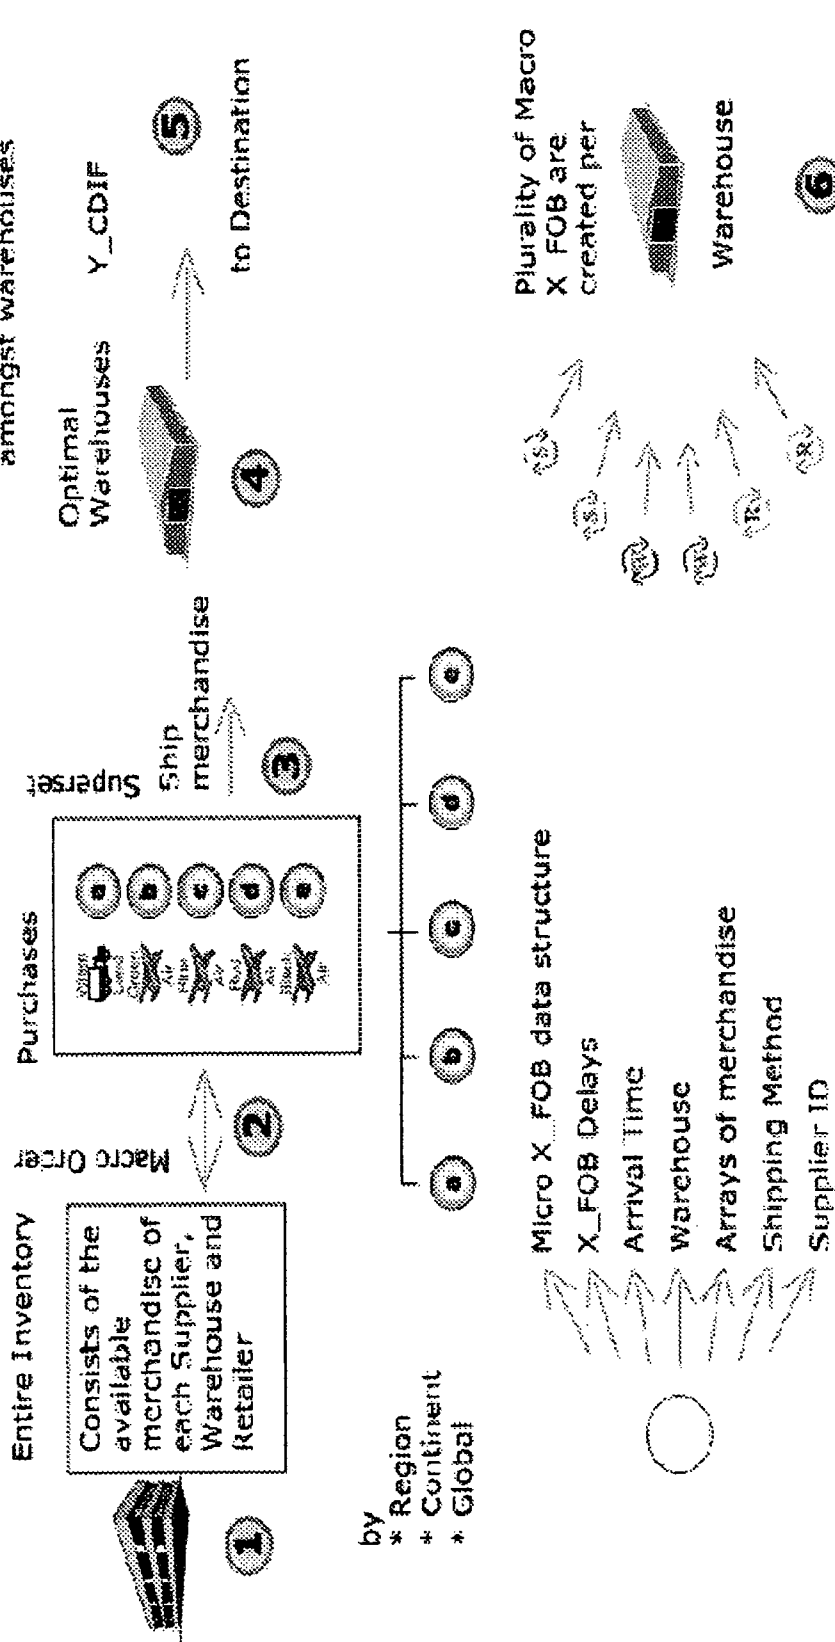 amongst warehouses
Entire Inventory
Consists of the
available
merchandise of
each Supplier,
Warehouse and
Retailer
1
Macro Order
2
Purchases
a
b
c
d
e
Superset
Ship
merchandise
3
Optimal
Warehouses
4
Y_CDIF
5
to Destination
by
* Region
* Continent
* Global
a
b
c
d
e
Micro X_FOB data structure
X_FOB Delays
Arrival Time
Warehouse
Arrays of merchandise
Shipping Method
Supplier ID
S
S
R
R
Plurality of Macro
X_FOB are
created per
Warehouse
6